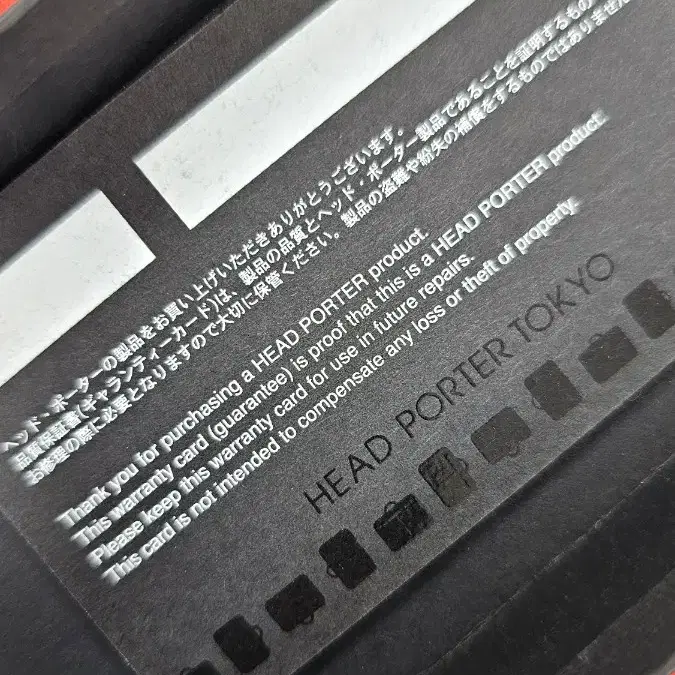 ヘッド・ポーターの製品をお買い上げいただきありがとうございます。
品質保証書(ギャランティーカード)は、製品の品質とヘッド・ポーター製品であることを証明するもので
お修理の際に必要となりますので大切に保管ください。製品の盗難や紛失の補償をするものではありません
Thank you for purchasing a HEAD PORTER product.
This warranty card (guarantee) is proof that this is a HEAD PORTER product.
Please keep this warranty card for use in future repairs.
This card is not intended to compensate any loss or theft of property.
HEAD PORTER TOKYO